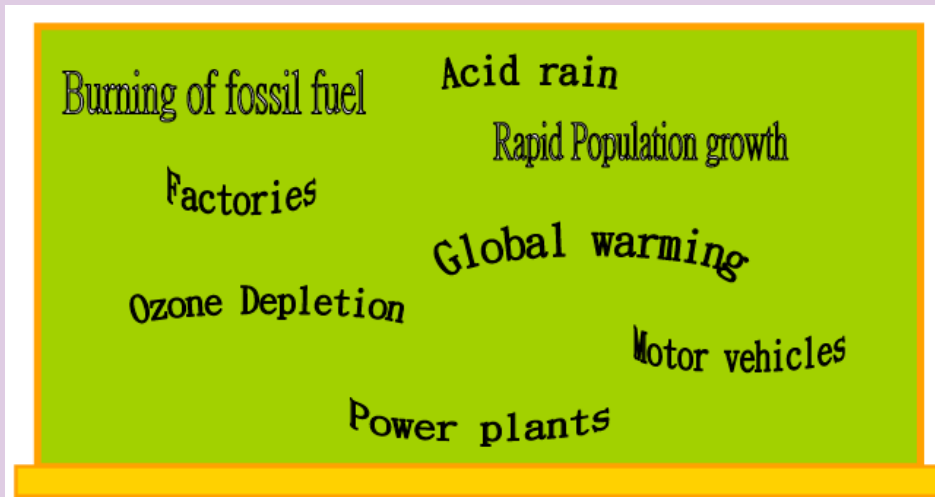 Acid rain
Burning of fossil fuel
Rapid Population growth
Factories
Global warming
Ozone Depletion
Motor vehicles
Power plants